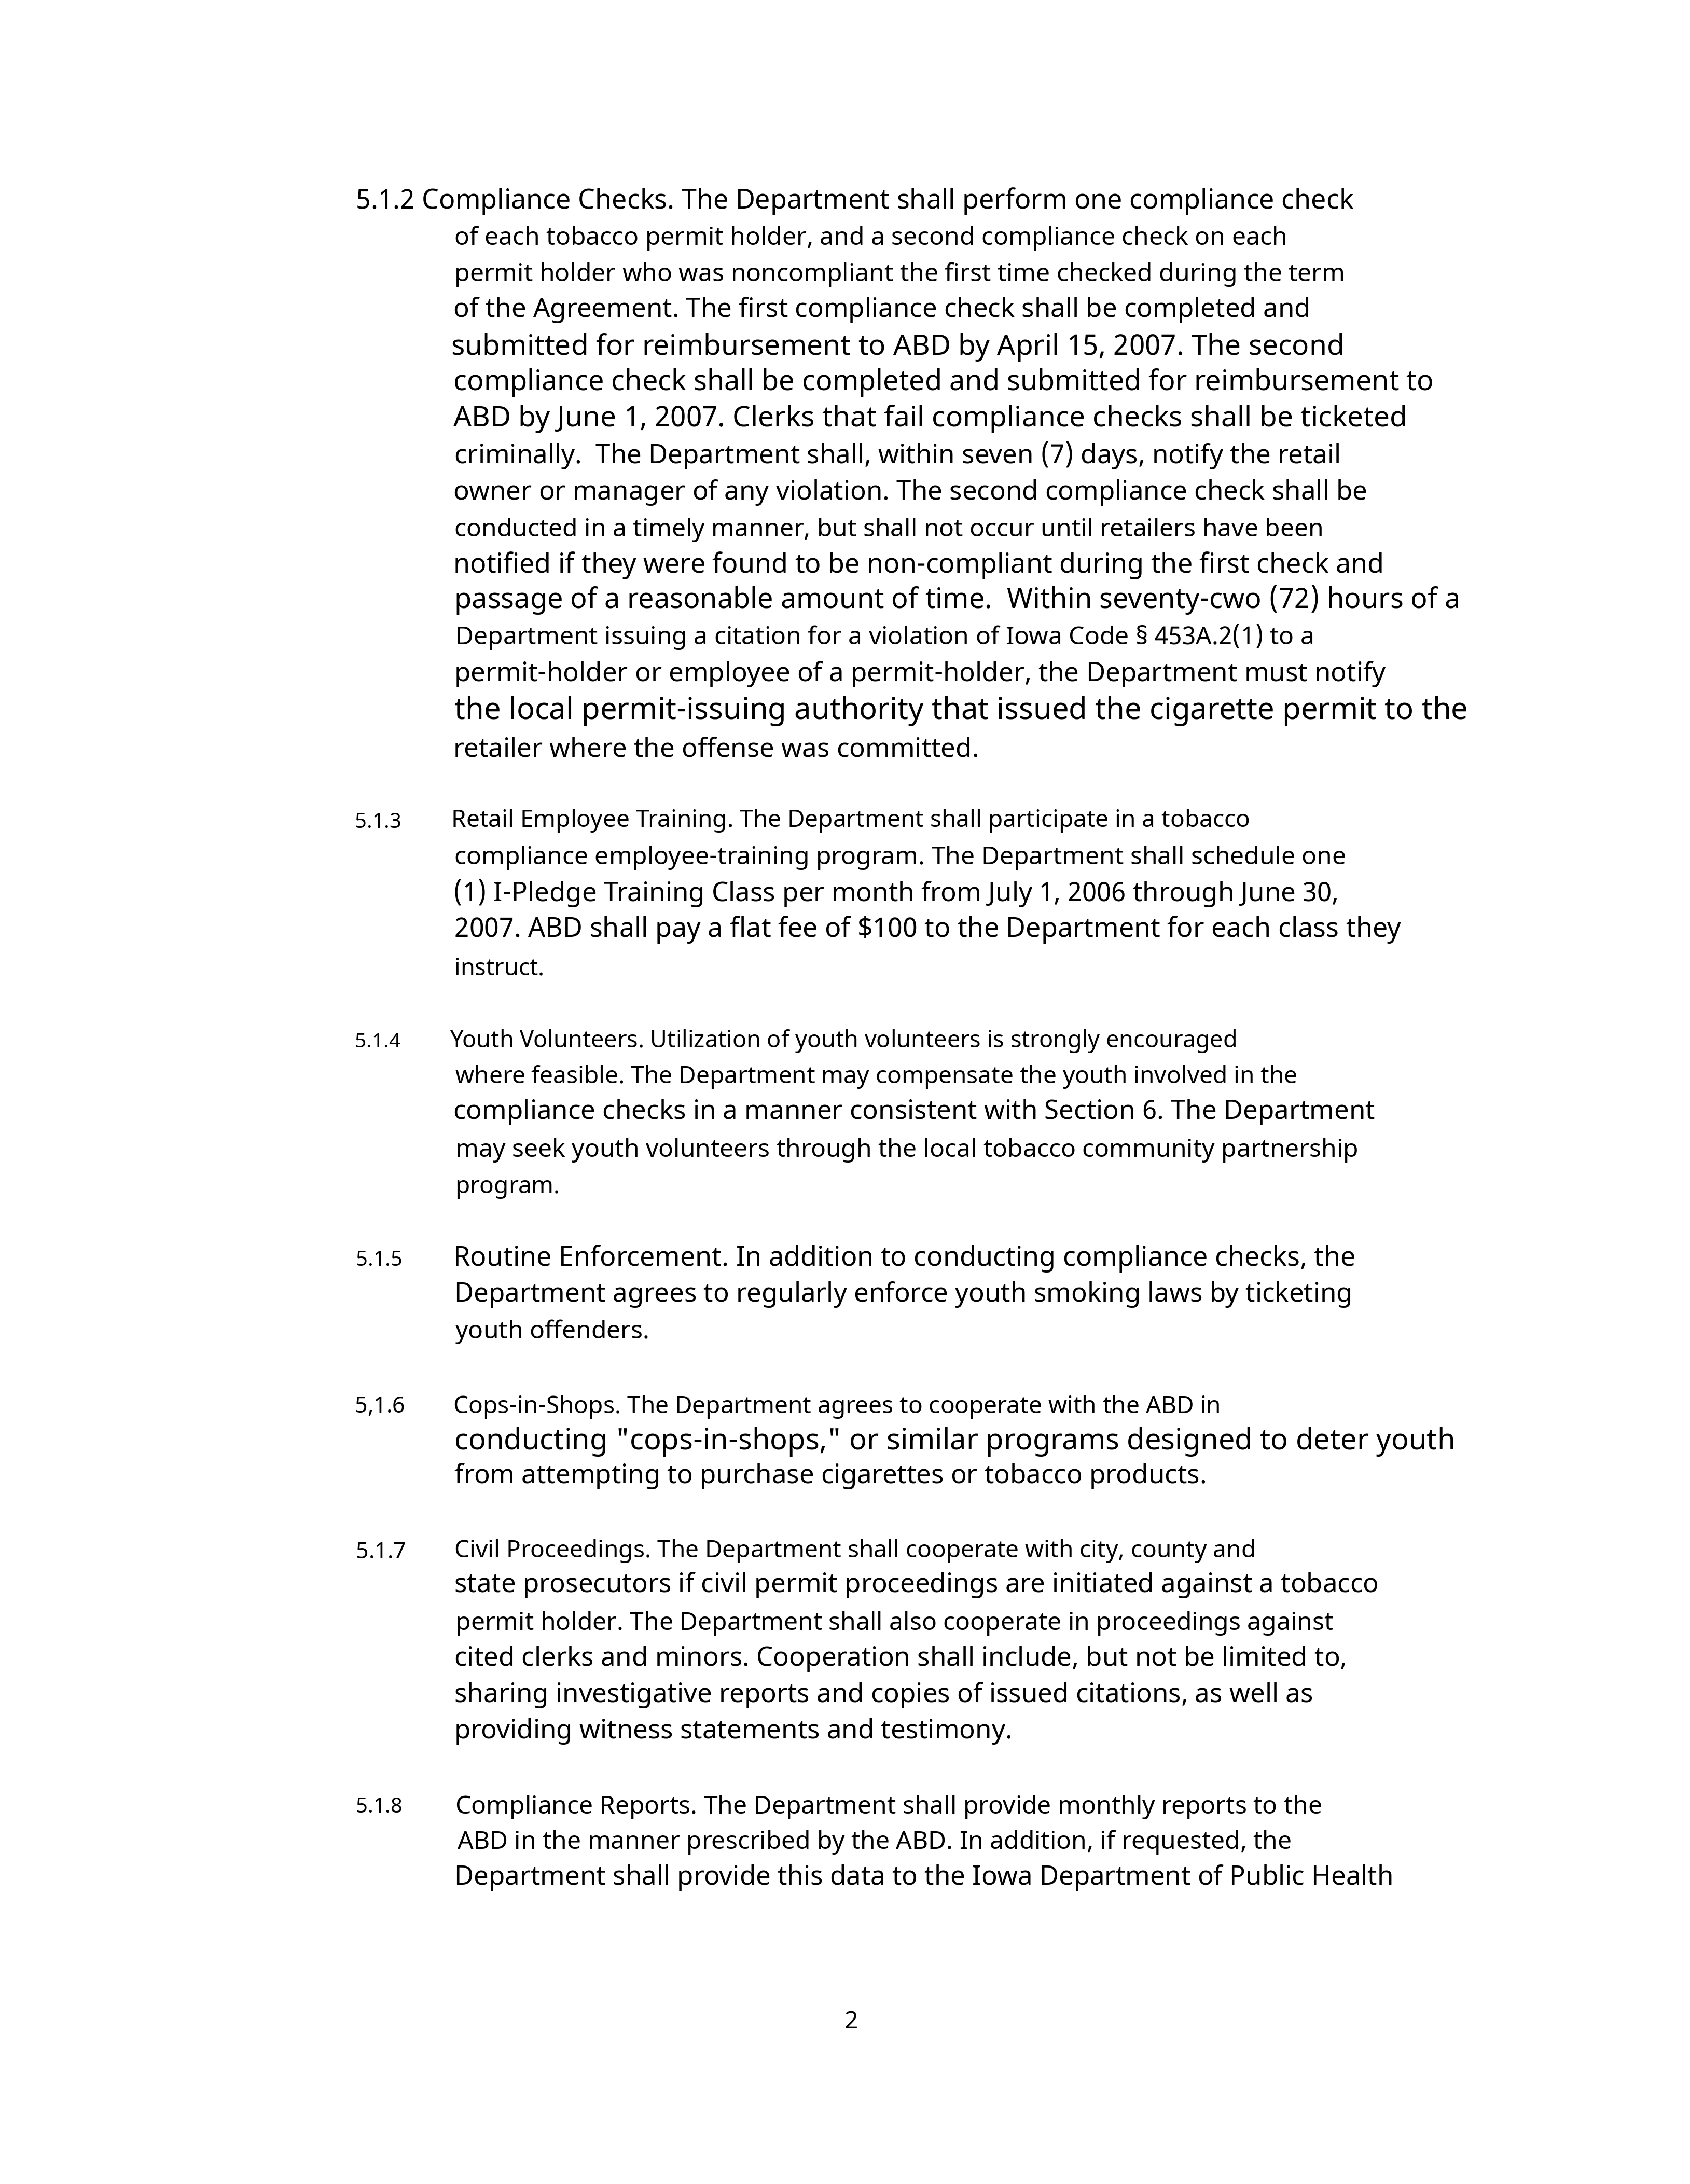 5.1.2 Compliance Checks. The Department shall perform one compliance check
of each tobacco permit holder, and a second compliance check on each
permit holder who was noncompliant the first time checked during the term
of the Agreement. The first compliance check shall be completed and
submitted for reimbursement to ABD by April 15, 2007. The second
compliance check shall be completed and submitted for reimbursement to
ABD by June 1, 2007. Clerks that fail compliance checks shall be ticketed
criminally.  The Department shall, within seven (7) days, notify the retail
owner or manager of any violation. The second compliance check shall be
conducted in a timely manner, but shall not occur until retailers have been
notified if they were found to be non-compliant during the first check and
passage of a reasonable amount of time.  Within seventy-cwo (72) hours of a
Department issuing a citation for a violation of Iowa Code § 453A.2(1) to a
permit-holder or employee of a permit-holder, the Department must notify
the local permit-issuing authority that issued the cigarette permit to the
retailer where the offense was committed.
5.1.3 Retail Employee Training. The Department shall participate in a tobacco
compliance employee-training program. The Department shall schedule one
(1) I-Pledge Training Class per month from July 1, 2006 through June 30,
2007. ABD shall pay a flat fee of $100 to the Department for each class they
instruct.
5.1.4 Youth Volunteers. Utilization of youth volunteers is strongly encouraged
where feasible. The Department may compensate the youth involved in the
compliance checks in a manner consistent with Section 6. The Department
may seek youth volunteers through the local tobacco community partnership
program.
5.1.5 Routine Enforcement. In addition to conducting compliance checks, the
Department agrees to regularly enforce youth smoking laws by ticketing
youth offenders.
5,1.6 Cops-in-Shops. The Department agrees to cooperate with the ABD in
conducting "cops-in-shops," or similar programs designed to deter youth
from attempting to purchase cigarettes or tobacco products.
5.1.7 Civil Proceedings. The Department shall cooperate with city, county and
state prosecutors if civil permit proceedings are initiated against a tobacco
permit holder. The Department shall also cooperate in proceedings against
cited clerks and minors. Cooperation shall include, but not be limited to,
sharing investigative reports and copies of issued citations, as well as
providing witness statements and testimony.
5.1.8 Compliance Reports. The Department shall provide monthly reports to the
ABD in the manner prescribed by the ABD. In addition, if requested, the
Department shall provide this data to the Iowa Department of Public Health
2